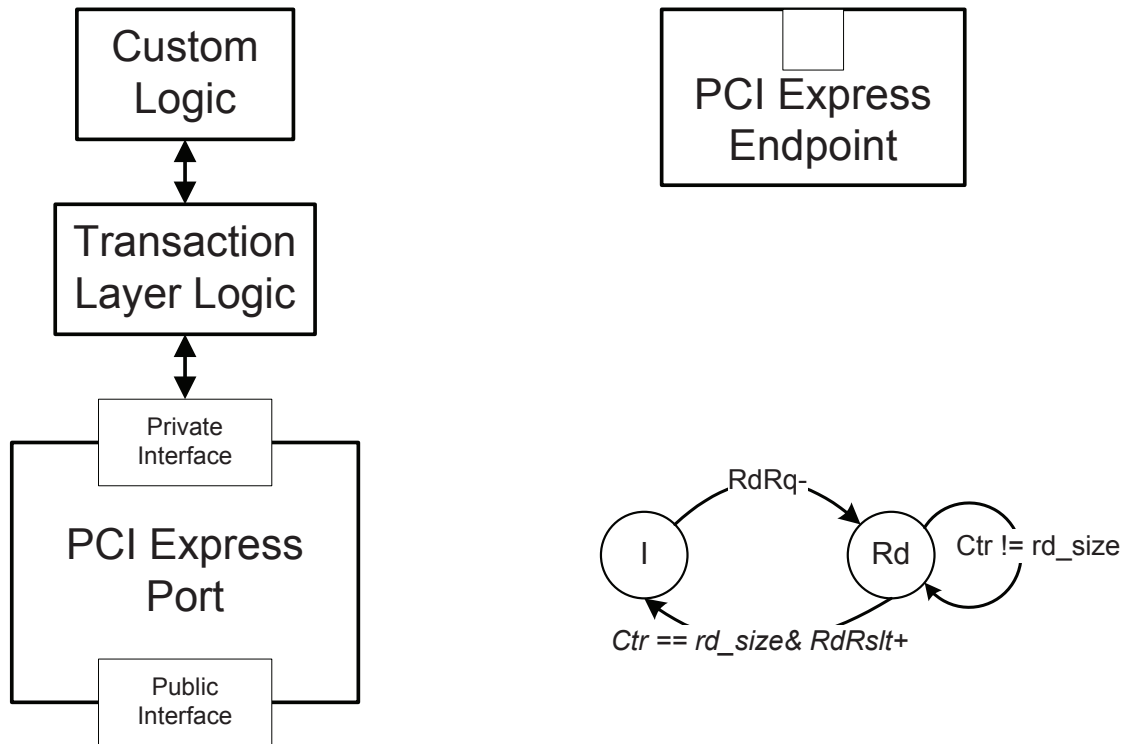 Custom
Logic
Transaction
Layer Logic
Private
Interface
PCI Express
Port
Public
Interface
PCI Express
Endpoint
RdRq-
I
Rd
Ctr != rd_size
Ctr == rd_size& RdRslt+